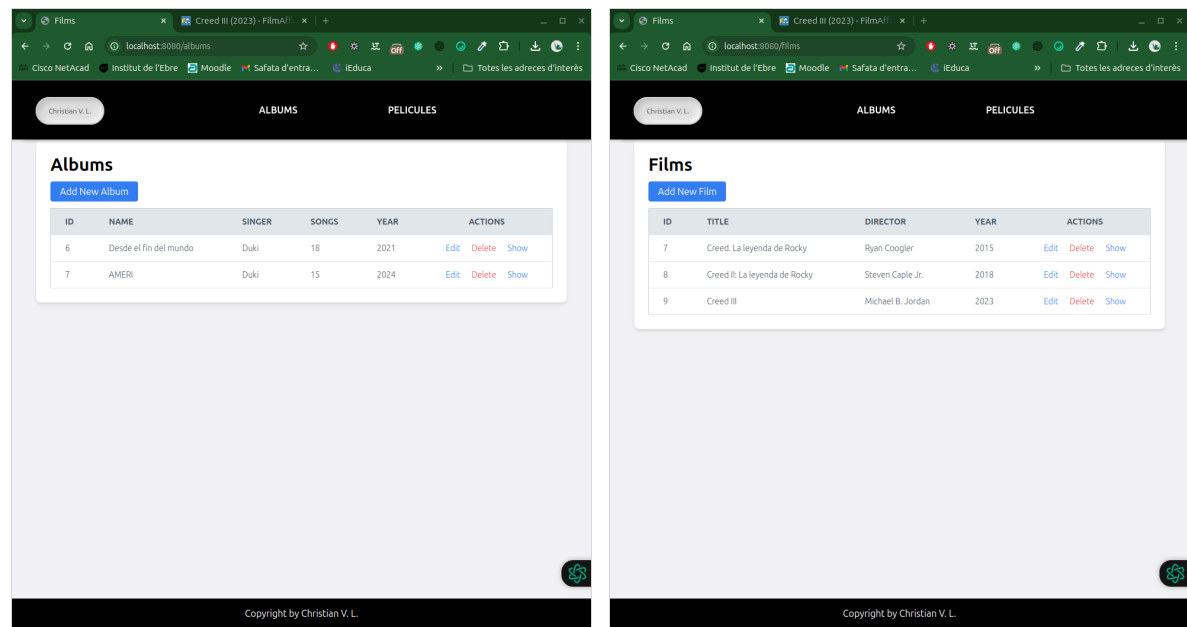 Films
Creed III (2023) - FilmAffi
localhost:8080/albums
off
Cisco NetAcad
Institut de l'Ebre
Moodle
Safata d'entra...
iEduca
»
Totes les adreces d'interès
Christian V. L.
ALBUMS
PELICULES
Albums
Add New Album
ID NAME SINGER SONGS YEAR ACTIONS
6 Desde el fin del mundo Duki 18 2021 Edit Delete Show
7 AMERI Duki 15 2024 Edit Delete Show
Copyright by Christian V. L.
Films
Creed III (2023) - FilmAffi
localhost:8080/films
off
Cisco NetAcad
Institut de l'Ebre
Moodle
Safata d'entra...
iEduca
»
Totes les adreces d'interès
Christian V. L.
ALBUMS
PELICULES
Films
Add New Film
ID TITLE DIRECTOR YEAR ACTIONS
7 Creed. La leyenda de Rocky Ryan Coogler 2015 Edit Delete Show
8 Creed II: La leyenda de Rocky Steven Caple Jr. 2018 Edit Delete Show
9 Creed III Michael B. Jordan 2023 Edit Delete Show
Copyright by Christian V. L.